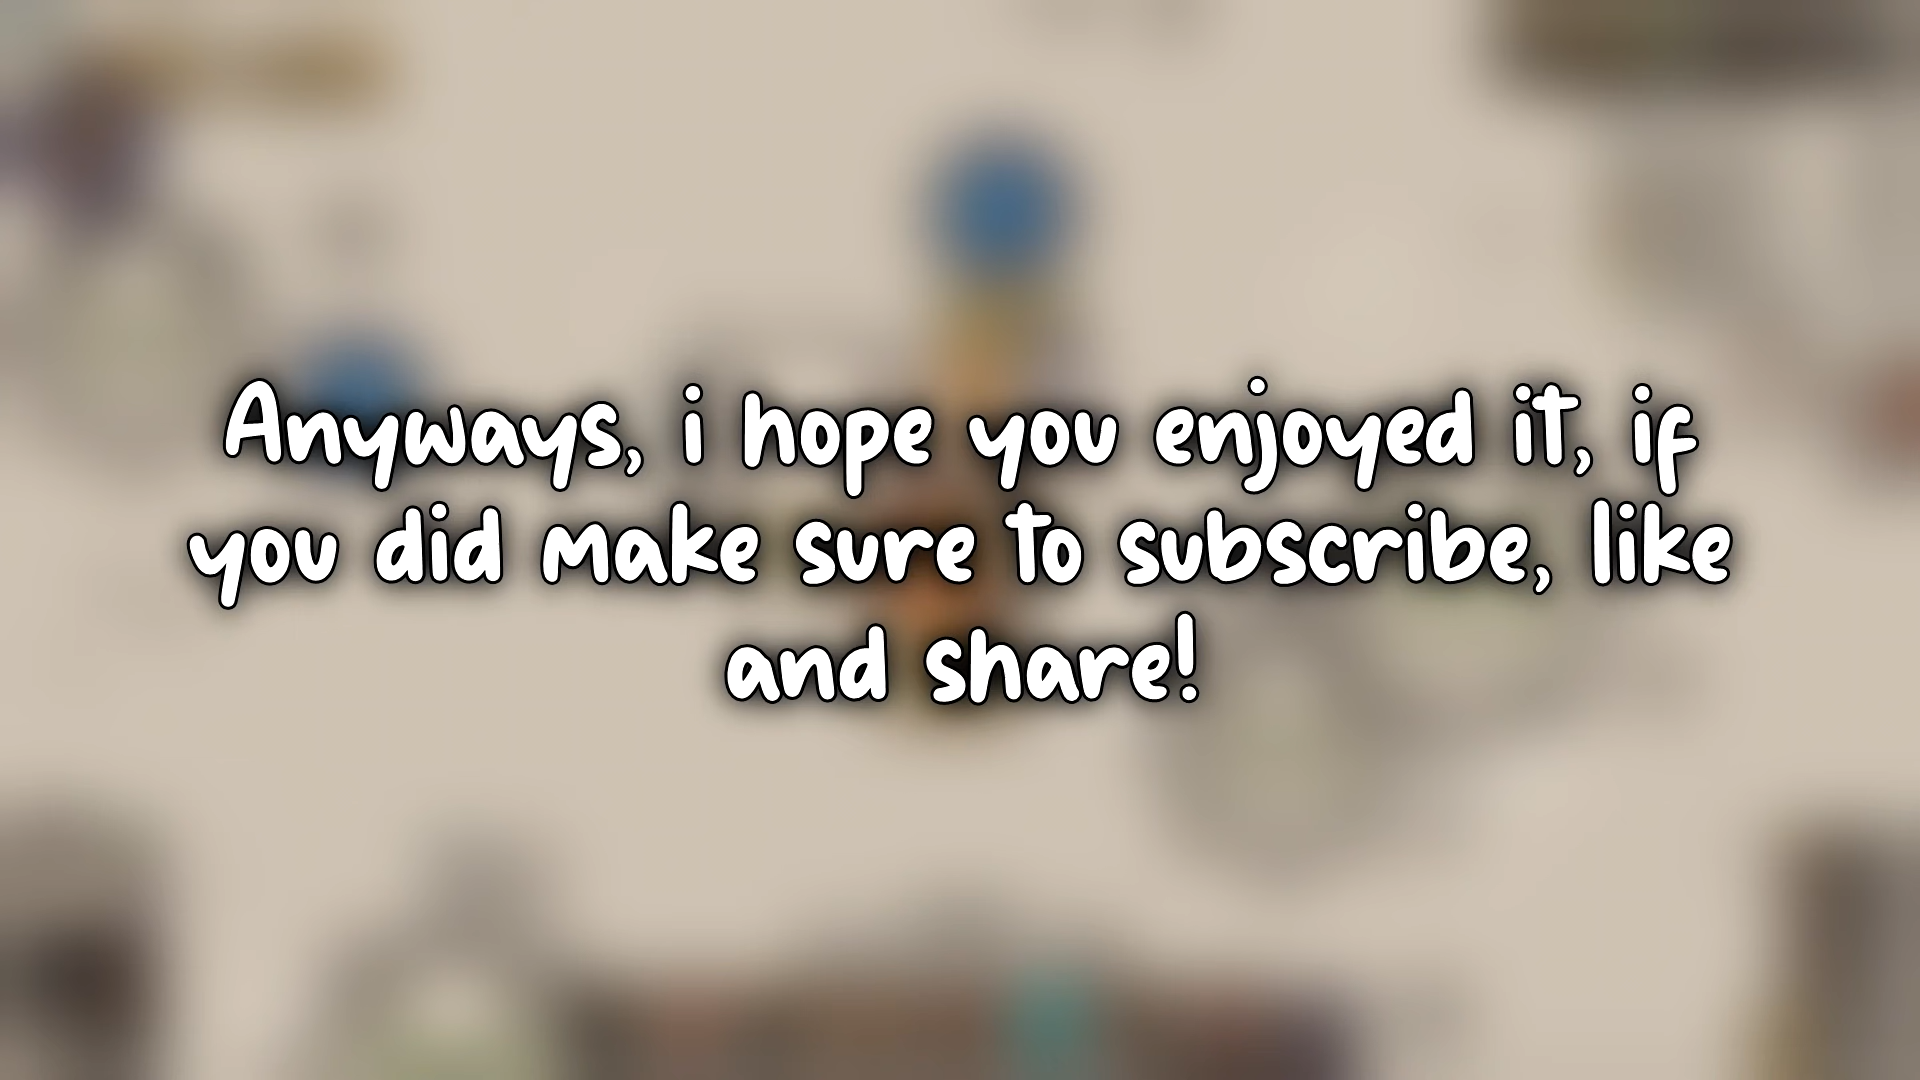 Anyways, i hope you enjoyed it, if
you did make sure to subscribe, like
and share!